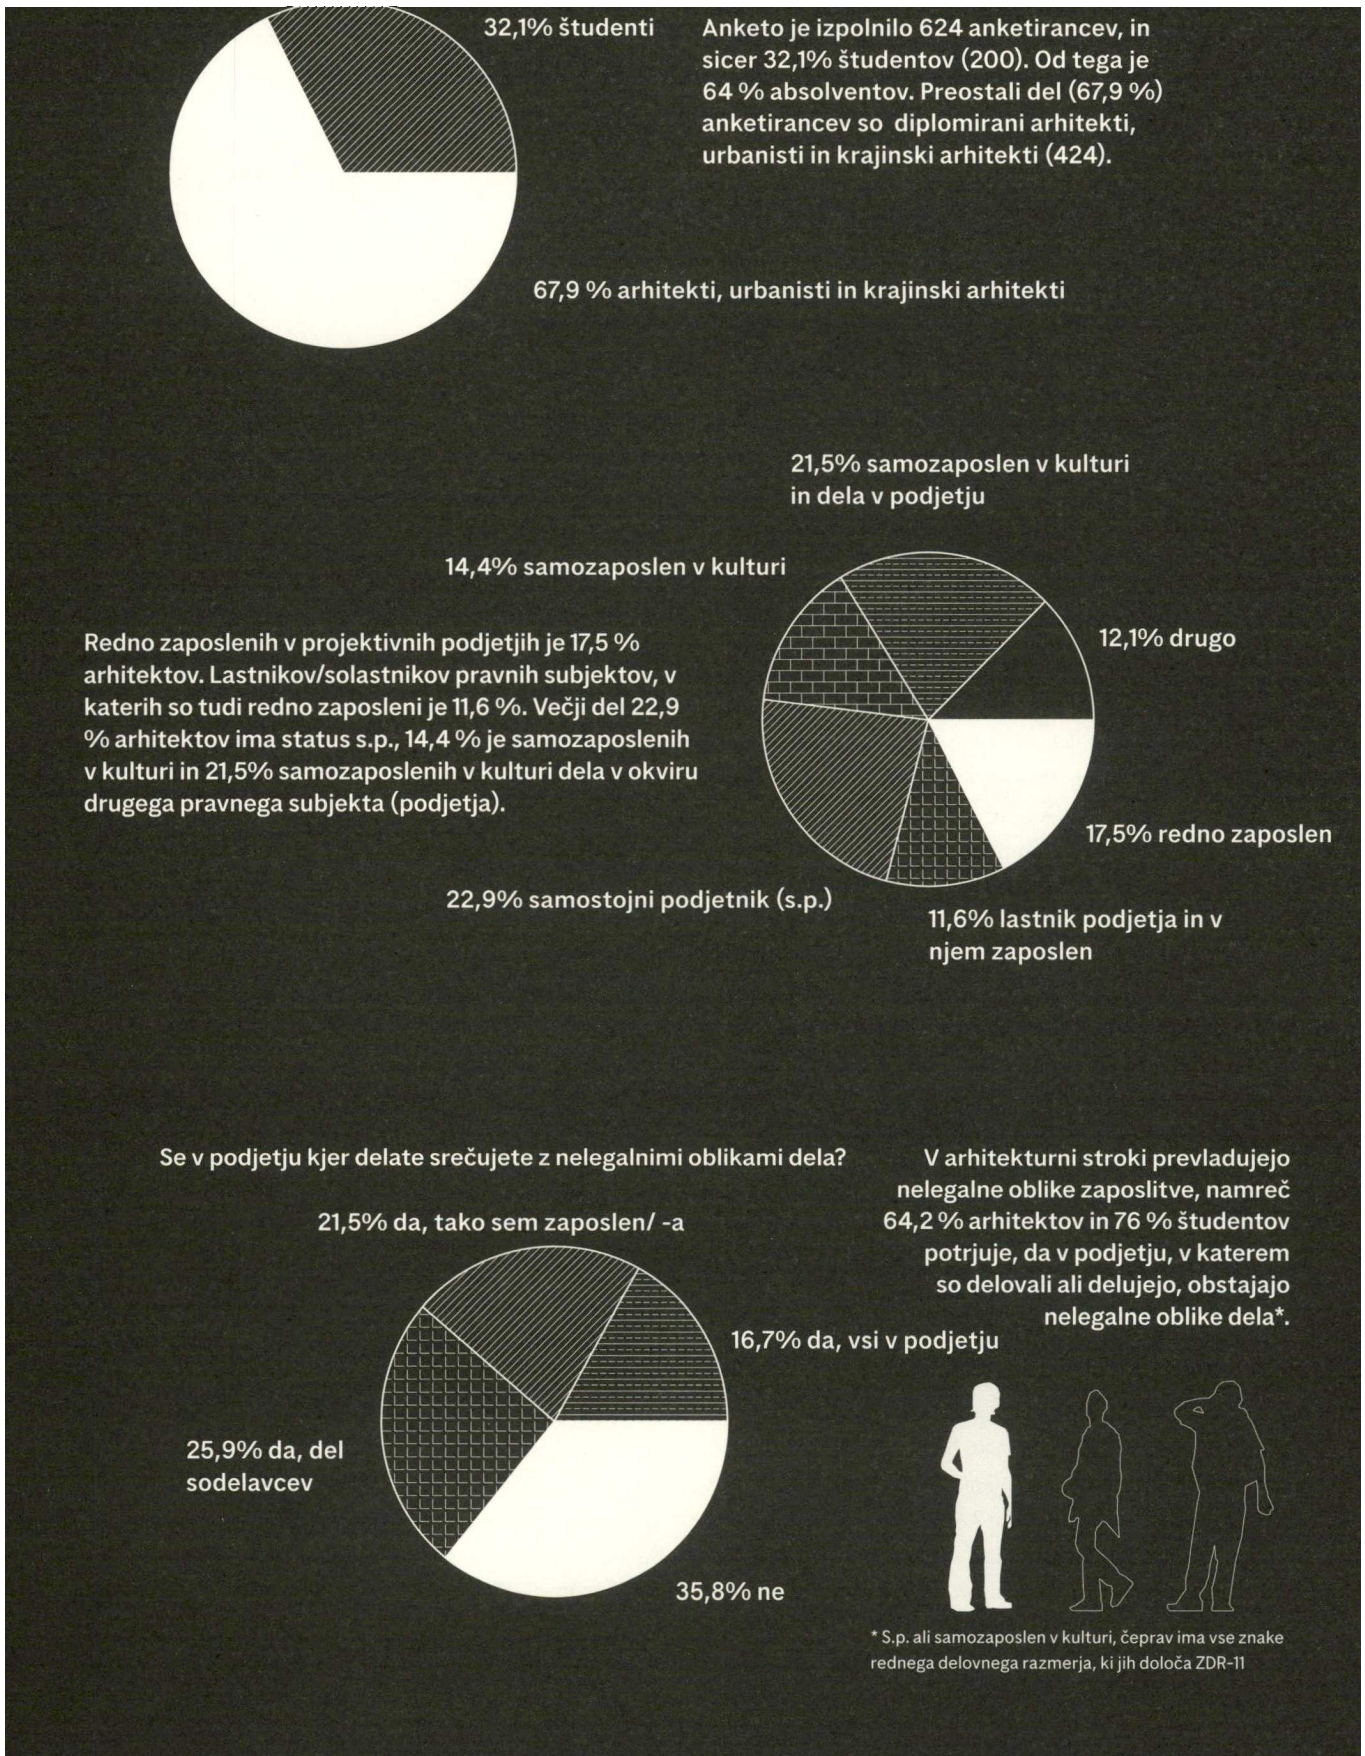 32,1% študenti
Anketo je izpolnilo 624 anketirancev, in
sicer 32,1% študentov (200). Od tega je
64 % absolventov. Preostali del (67,9 %)
anketirancev so diplomirani arhitekti,
urbanisti in krajinski arhitekti (424).
67,9 % arhitekti, urbanisti in krajinski arhitekti
21,5% samozaposlen v kulturi
in dela v podjetju
14,4% samozaposlen v kulturi
12,1% drugo
Redno zaposlenih v projektivnih podjetjih je 17,5 %
arhitektov. Lastnikov/solastnikov pravnih subjektov, v
katerih so tudi redno zaposleni je 11,6 %. Večji del 22,9
% arhitektov ima status s.p., 14,4 % je samozaposlenih
v kulturi in 21,5% samozaposlenih v kulturi dela v okviru
drugega pravnega subjekta (podjetja).
17,5% redno zaposlen
22,9% samostojni podjetnik (s.p.)
11,6% lastnik podjetja in v
njem zaposlen
Se v podjetju kjer delate srečujete z nelegalnimi oblikami dela?
21,5% da, tako sem zaposlen/ -a
16,7% da, vsi v podjetju
25,9% da, del
sodelavcev
35,8% ne
V arhitekturni stroki prevladujejo
nelegalne oblike zaposlitve, namreč
64,2 % arhitektov in 76 % študentov
potrjuje, da v podjetju, v katerem
so delovali ali delujejo, obstajajo
nelegalne oblike dela*.
* S.p. ali samozaposlen v kulturi, čeprav ima vse znake
rednega delovnega razmerja, ki jih določa ZDR-11